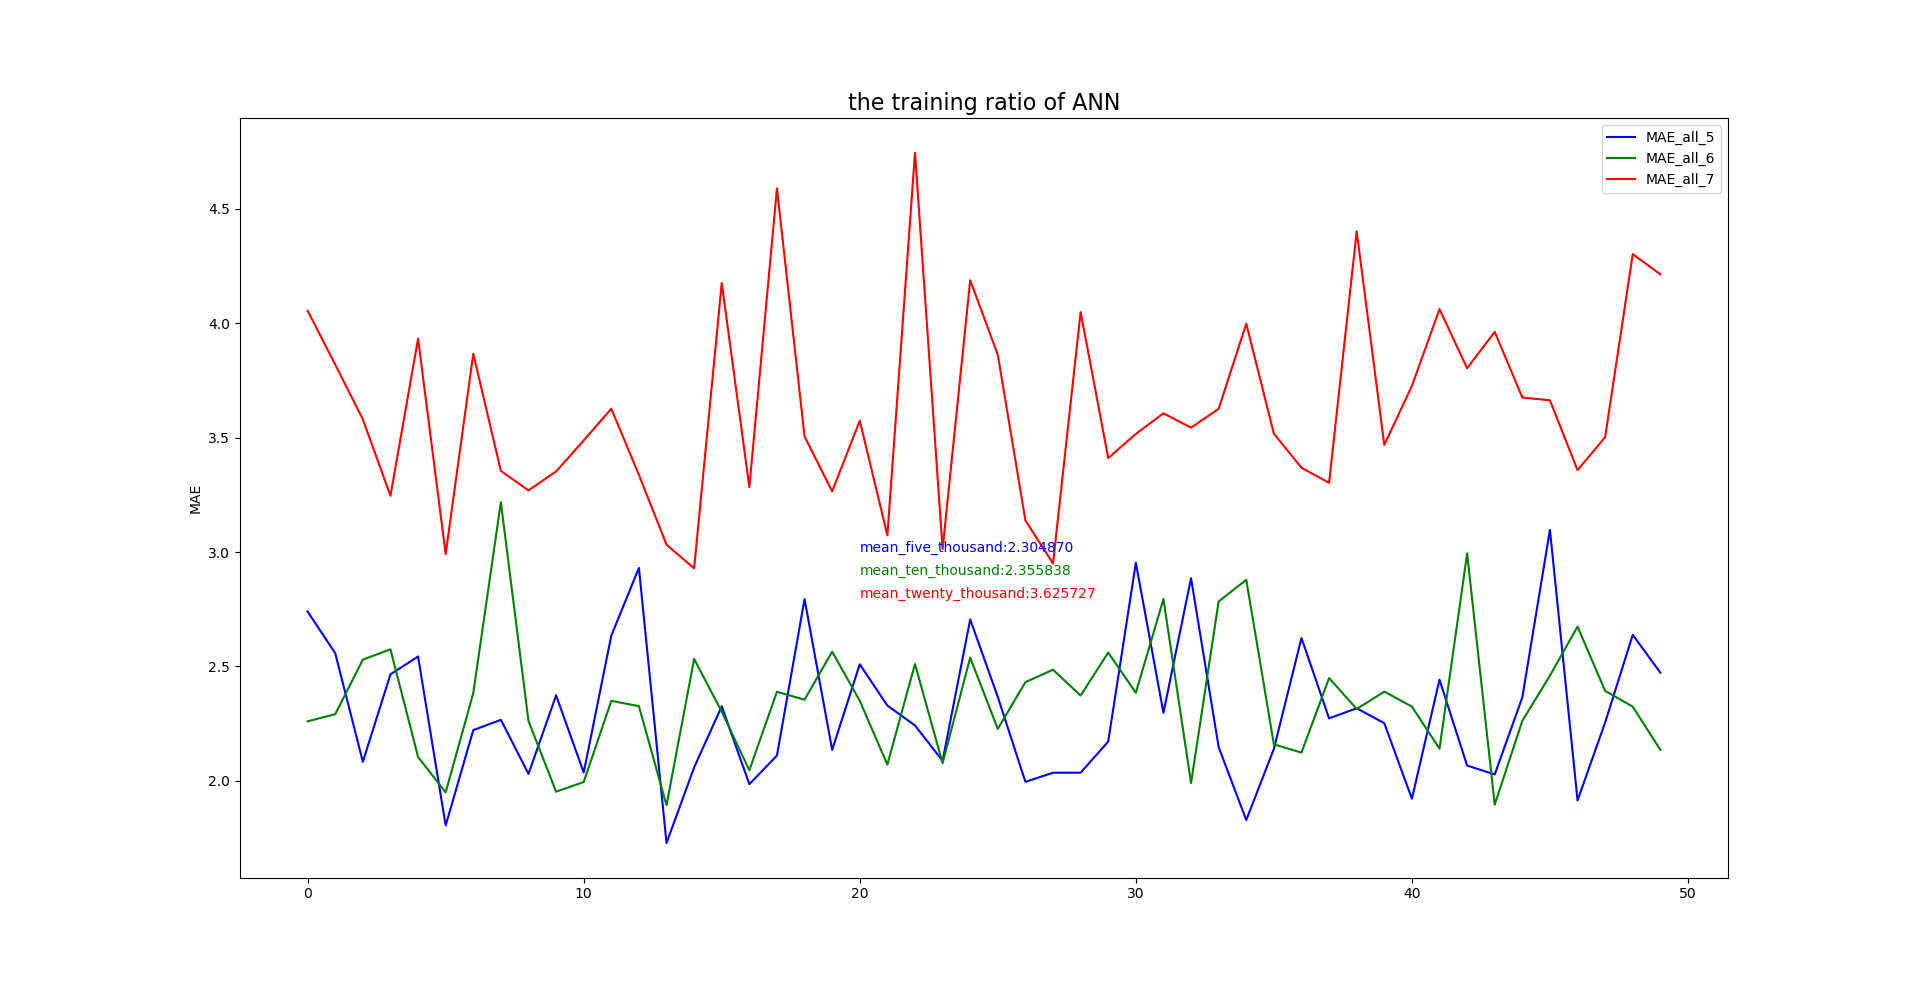 the training ratio of ANN
MAE_all_5
MAE_all_6
MAE_all_7
4.5
4.0
3.5
3.0
2.5
2.0
MAE
mean_five_thousand:2.304870
mean_ten_thousand:2.355838
mean_twenty_thousand:3.625727
0
10
20
30
40
50